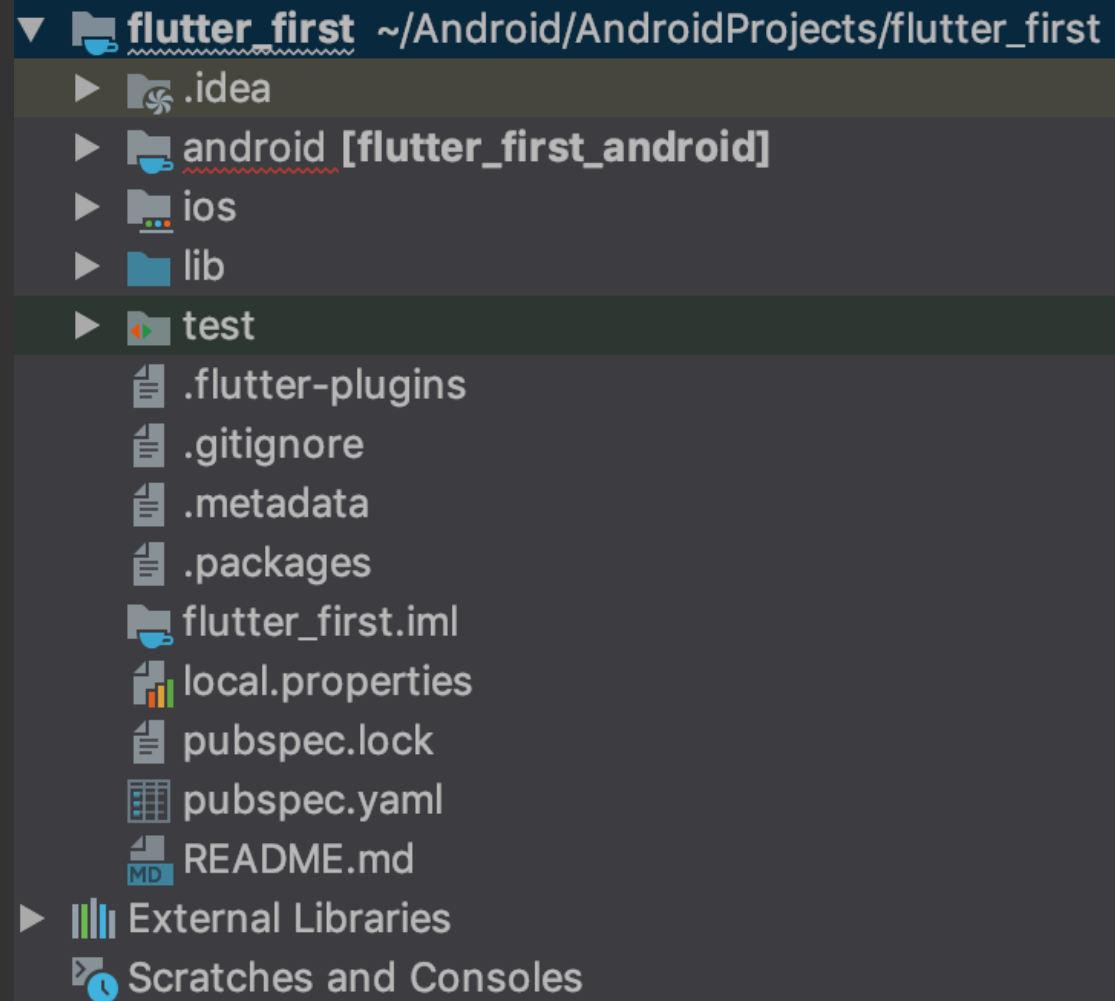 flutter_first ~/Android/AndroidProjects/flutter_first
.idea
android [flutter_first_android]
ios
lib
test
.flutter-plugins
.gitignore
.metadata
.packages
flutter_first.iml
local.properties
pubspec.lock
pubspec.yaml
MD README.md
External Libraries
Scratches and Consoles